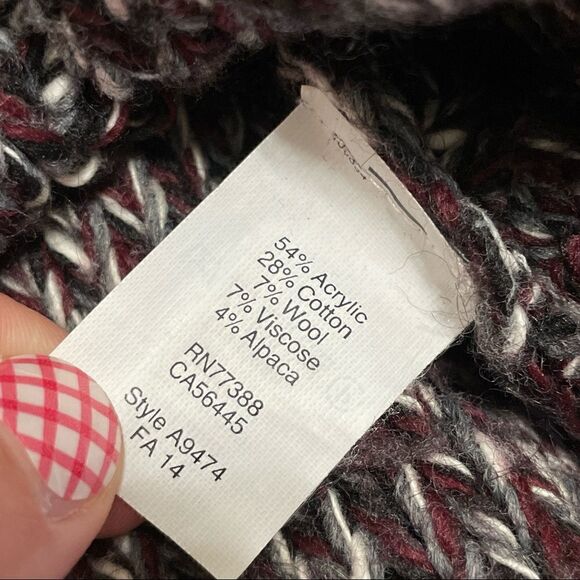 54% Acrylic
28% Cotton
7% Wool
7% Viscose
4% Alpaca
RN77388
CA56445
Style A9474
FA 14